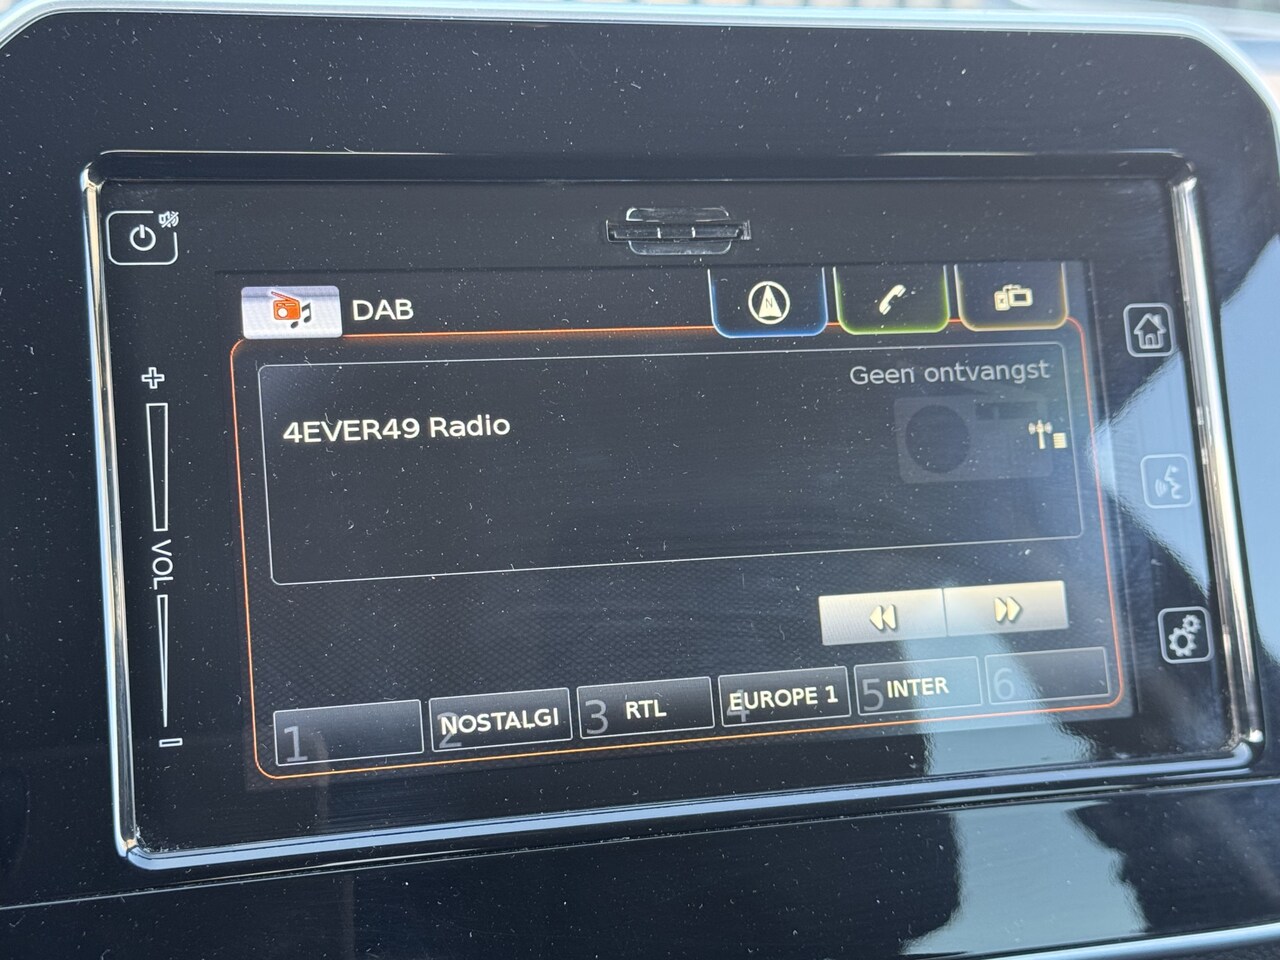 DAB
N
Geen ontvangst
4EVER49 Radio
VOL
1
2 NOSTALGI
3 RTL
4 EUROPE 1
5 INTER
6